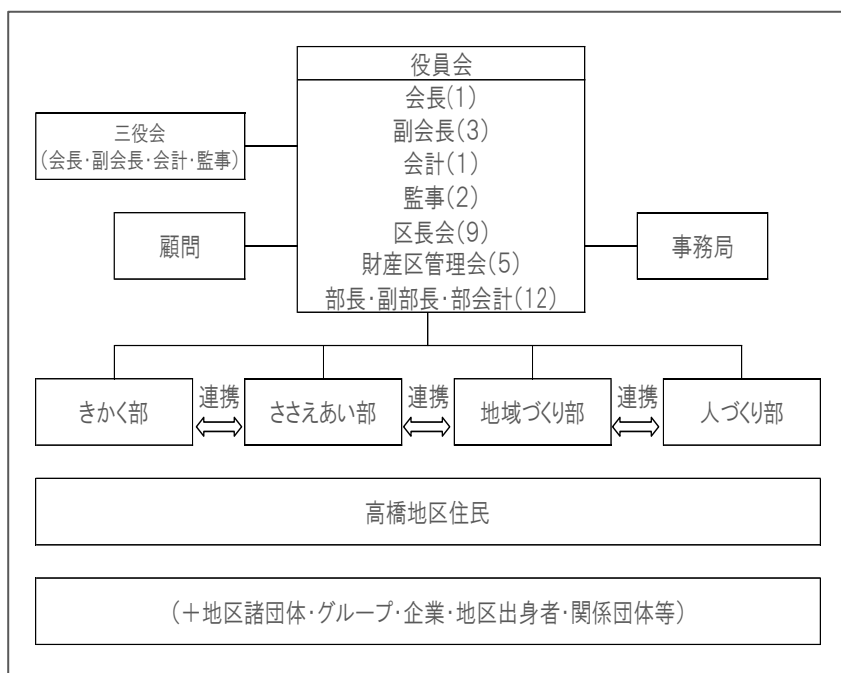 役員会
会長(1)
副会長(3)
会計(1)
監事(2)
区長会(9)
財産区管理会(5)
部長・副部長・部会計(12)
三役会
(会長・副会長・会計・監事)
顧問
事務局
きかく部
連携
ささえあい部
連携
地域づくり部
連携
人づくり部
高橋地区住民
(+地区諸団体・グループ・企業・地区出身者・関係団体等)